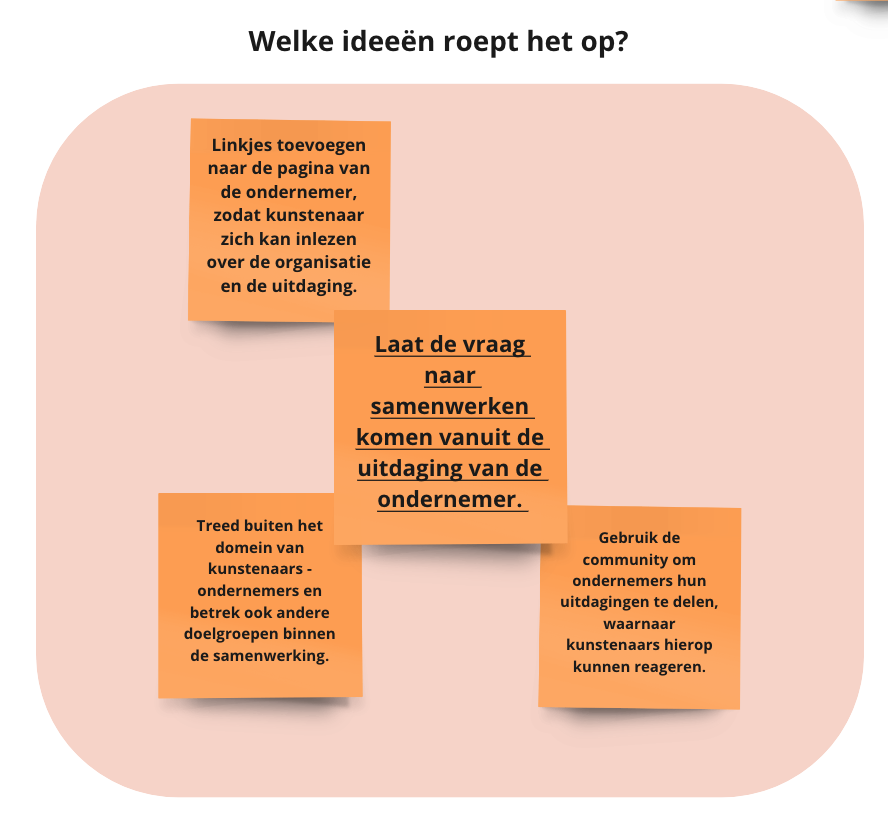 Welke ideeën roept het op?
Linkjes toevoegen
naar de pagina van
de ondernemer,
zodat kunstenaar
zich kan inlezen
over de organisatie
en de uitdaging.
Laat de vraag
naar
samenwerken
komen vanuit de
uitdaging van de
ondernemer.
Treed buiten het
domein van
kunstenaars -
ondernemers en
betrek ook andere
doelgroepen binnen
de samenwerking.
Gebruik de
community om
ondernemers hun
uitdagingen te delen,
waarnaar
kunstenaars hierop
kunnen reageren.